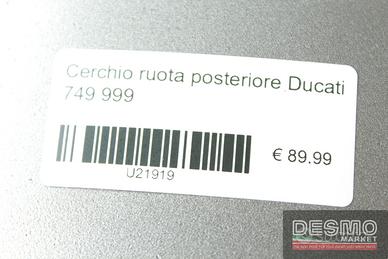 Cerchio ruota posteriore Ducati
749 999
€ 89.99
U21919
DESMO
MARKET